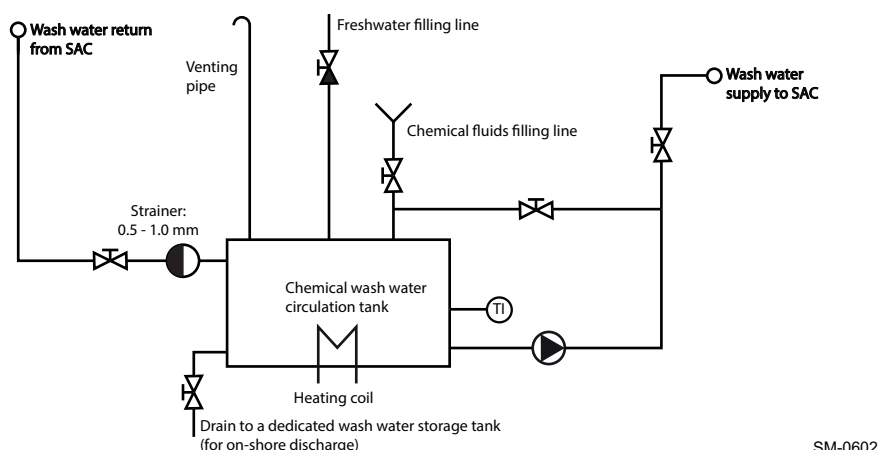 Wash water return
from SAC
Freshwater filling line
Venting
pipe
Wash water
supply to SAC
Chemical fluids filling line
Strainer:
0.5 - 1.0 mm
Chemical wash water
circulation tank
TI
Heating coil
Drain to a dedicated wash water storage tank
(for on-shore discharge)
SM-0602